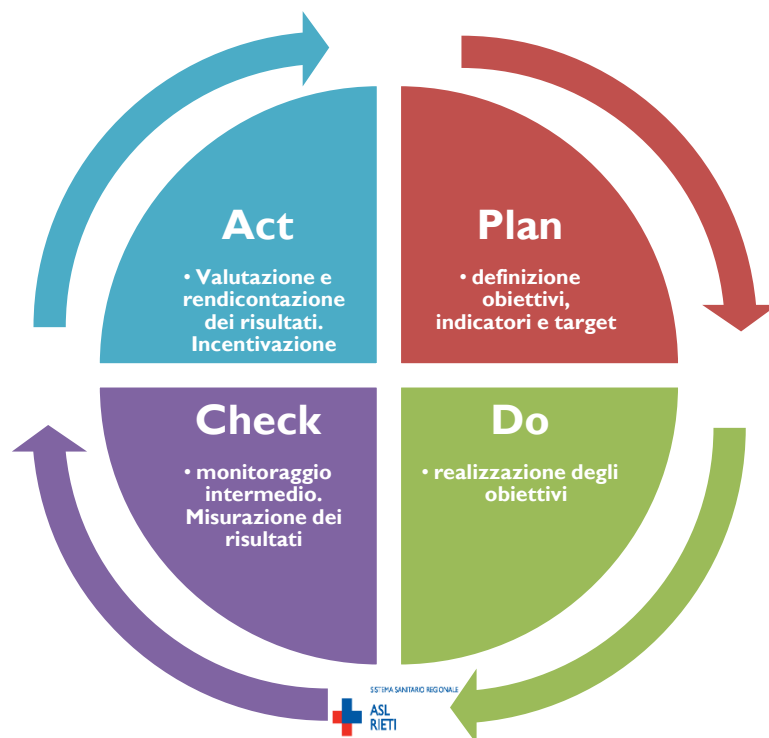 Act
• Valutazione e
rendicontazione
dei risultati.
Incentivazione
Plan
• definizione
obiettivi,
indicatori e target
Check
• monitoraggio
intermedio.
Misurazione dei
risultati
Do
• realizzazione degli
obiettivi
SISTEMA SANITARIO REGIONALE
ASL
RIETI